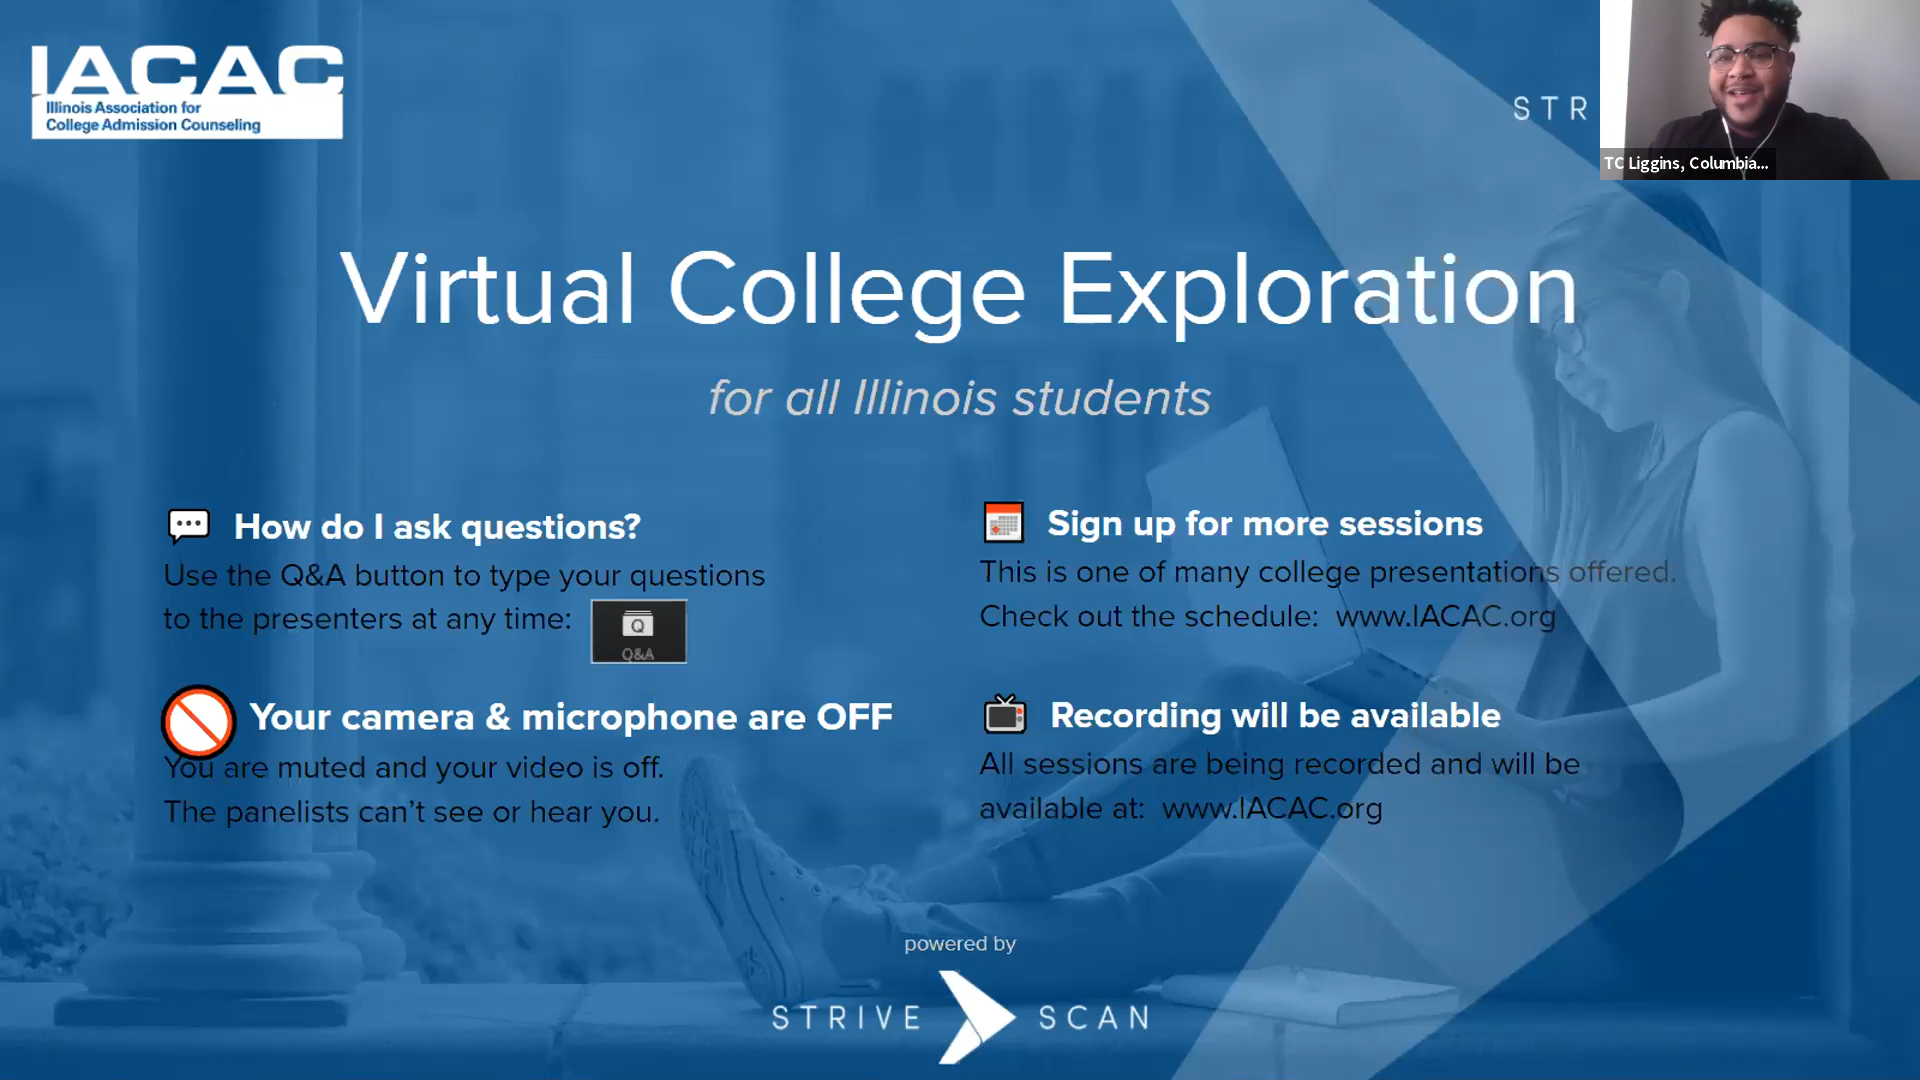 IACAC
Illinois Association for
College Admission Counseling
STR
TC Liggins, Columbia...
Virtual College Exploration
for all Illinois students
How do I ask questions?
Use the Q&A button to type your questions
to the presenters at any time:
Q
Q&A
Your camera & microphone are OFF
You are muted and your video is off.
The panelists can't see or hear you.
Sign up for more sessions
This is one of many college presentations offered.
Check out the schedule: www.IACAC.org
Recording will be available
All sessions are being recorded and will be
available at: www.IACAC.org
powered by
STRIVE SCAN